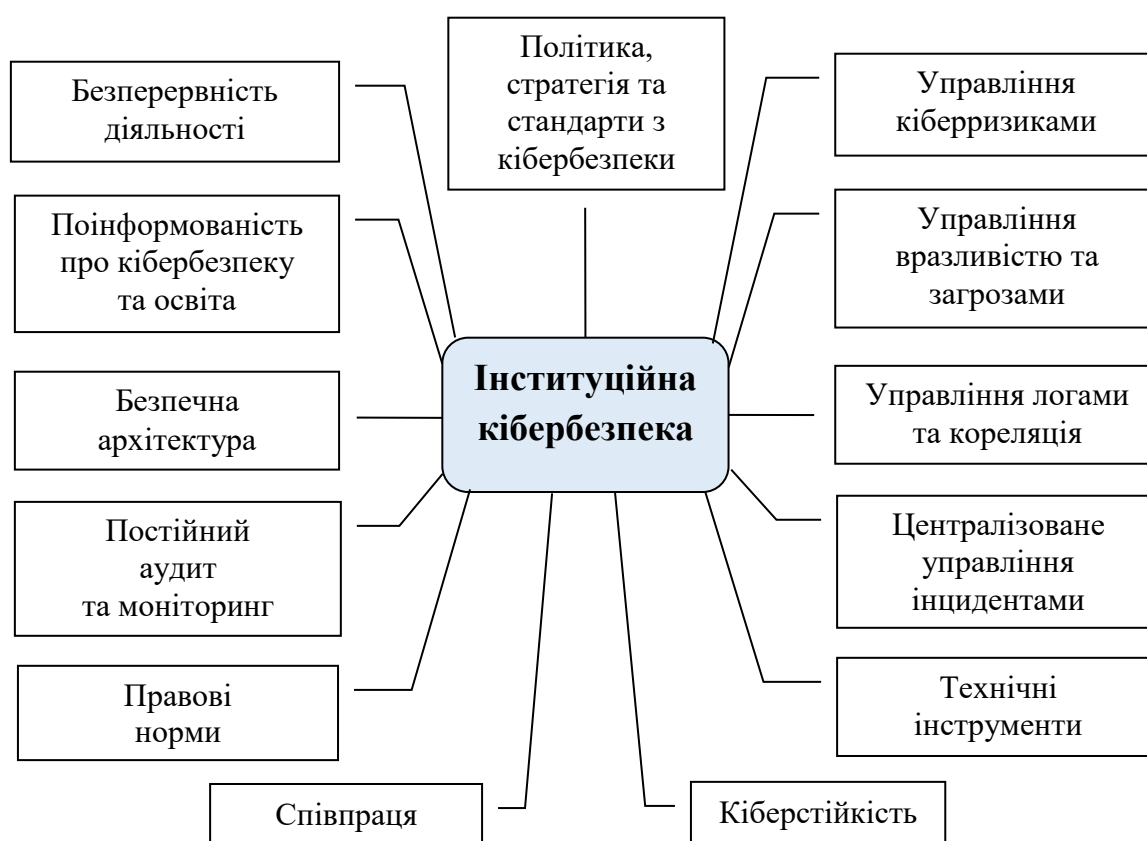 Політика,
стратегія та
стандарти з
кібербезпеки
Безперервність
діяльності
Управління
кіберризиками
Поінформованість
про кібербезпеку
та освіта
Управління
вразливістю та
загрозами
Інституційна
кібербезпека
Безпечна
архітектура
Управління логами
та кореляція
Постійний
аудит
та моніторинг
Централізоване
управління
інцидентами
Правові
норми
Технічні
інструменти
Співпраця
Кіберстійкість